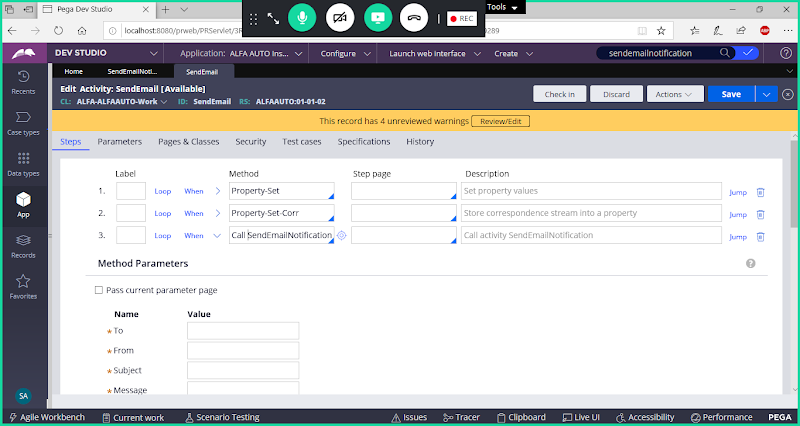 Pega Dev Studio
Tools
REC
localhost:8080/prweb/PRServlet/3R
0289
ABP
DEV STUDIO
Application: ALFA AUTO Ins...
Configure
Launch web interface
Create
sendemailnotification
Home
SendEmailNoti...
SendEmail
Recents
Case types
Data types
App
Records
Favorites
SA
Edit Activity: SendEmail [Available]
CL: ALFA-ALFAAUTO-Work ID: SendEmail RS: ALFAAUTO:01-01-02
Check in
Discard
Actions
Save
This record has 4 unreviewed warnings Review/Edit
Steps Parameters Pages & Classes Security Test cases Specifications History
Label Method Step page Description
1. Loop When Property-Set Set property values Jump
2. Loop When Property-Set-Corr Store correspondence stream into a property Jump
3. Loop When Call SendEmailNotification Call activity SendEmailNotification Jump
Method Parameters
Pass current parameter page
Name Value
To
From
Subject
Message
Agile Workbench Current work Scenario Testing Issues Tracer Clipboard Live UI Accessibility Performance PEGA